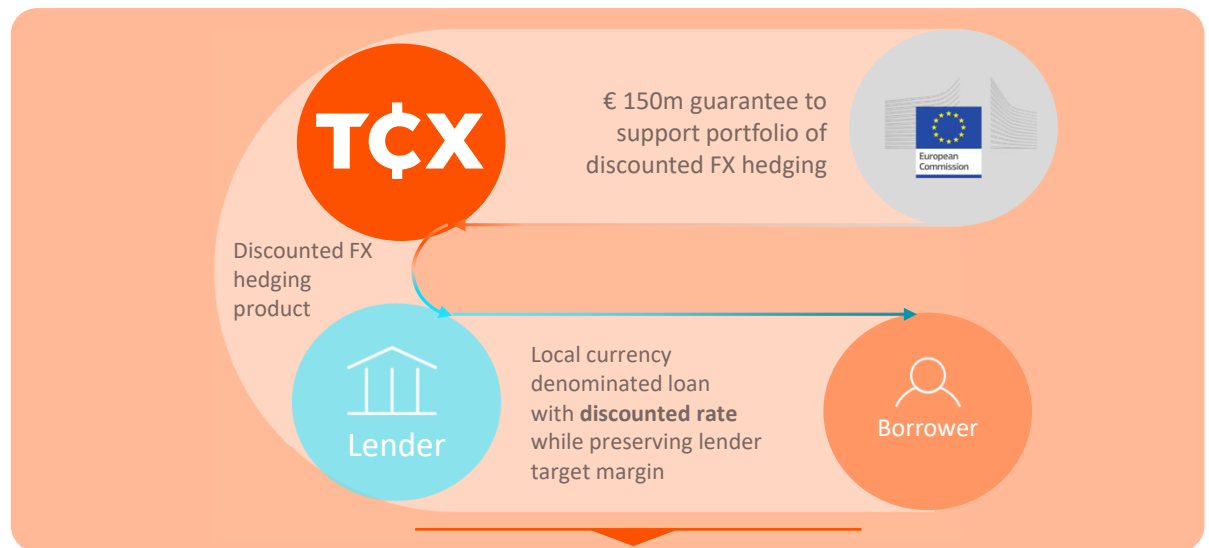 TȻX
€ 150m guarantee to
support portfolio of
discounted FX hedging
European
Commission
Discounted FX
hedging
product
Lender
Local currency
denominated loan
with discounted rate
while preserving lender
target margin
Borrower